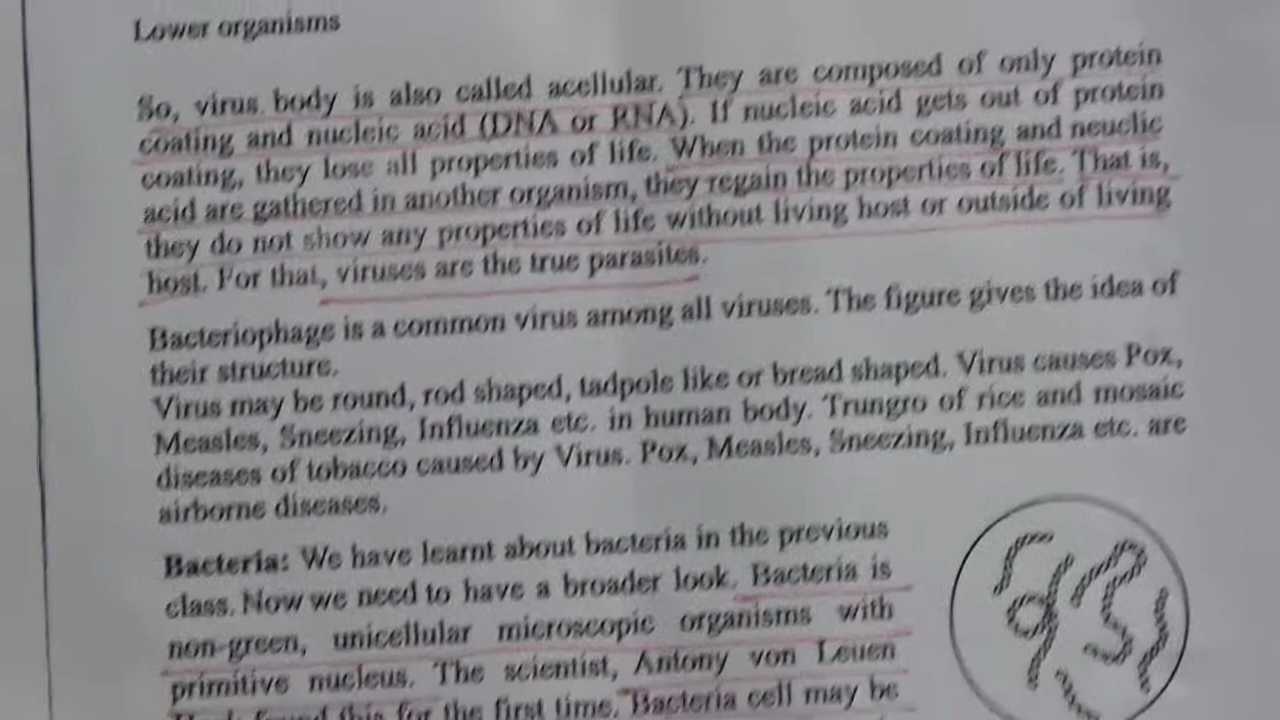 Lower organisms
So, virus body is also called acellular. They are composed of only protein
coating and nucleic acid (DNA or RNA). If nucleic acid gets out of protein
coating, they lose all properties of life. When the protein coating and neuclic
acid are gathered in another organism, they regain the properties of life. That is,
they do not show any properties of life without living host or outside of living
host. For that, viruses are the true parasites.
Bacteriophage is a common virus among all viruses. The figure gives the idea of
their structure.
Virus may be round, rod shaped, tadpole like or bread shaped. Virus causes Pox,
Measles, Sneezing, Influenza etc. in human body. Trungro of rice and mosaic
diseases of tobacco caused by Virus. Pox, Measles, Sneezing, Influenza etc. are
airborne diseases.
Bacteria: We have learnt about bacteria in the previous
class. Now we need to have a broader look. Bacteria is
non-green, unicellular microscopic organisms with
primitive nucleus. The scientist, Antony von Leuen
found this for the first time. Bacteria cell may be